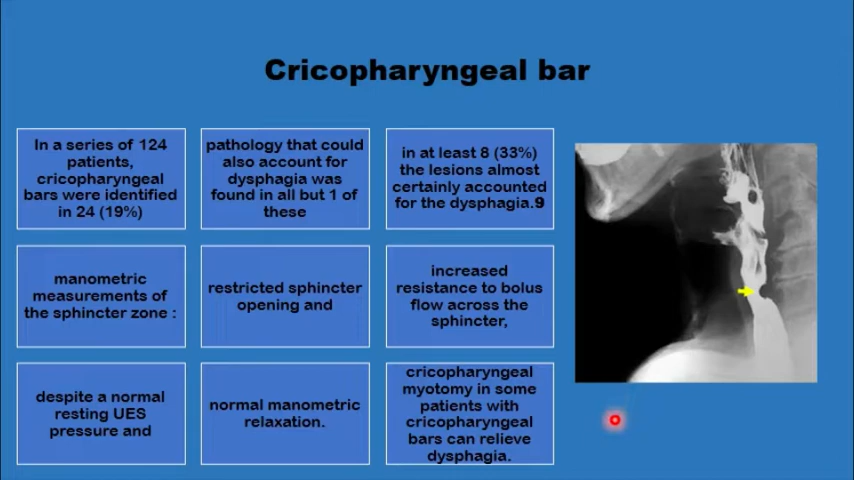 Cricopharyngeal bar
In a series of 124
patients,
cricopharyngeal
bars were identified
in 24 (19%)
pathology that could
also account for
dysphagia was
found in all but 1 of
these
in at least 8 (33%)
the lesions almost
certainly accounted
for the dysphagia.9
manometric
measurements of
the sphincter zone :
restricted sphincter
opening and
increased
resistance to bolus
flow across the
sphincter,
despite a normal
resting UES
pressure and
normal manometric
relaxation.
cricopharyngeal
myotomy in some
patients with
cricopharyngeal
bars can relieve
dysphagia.